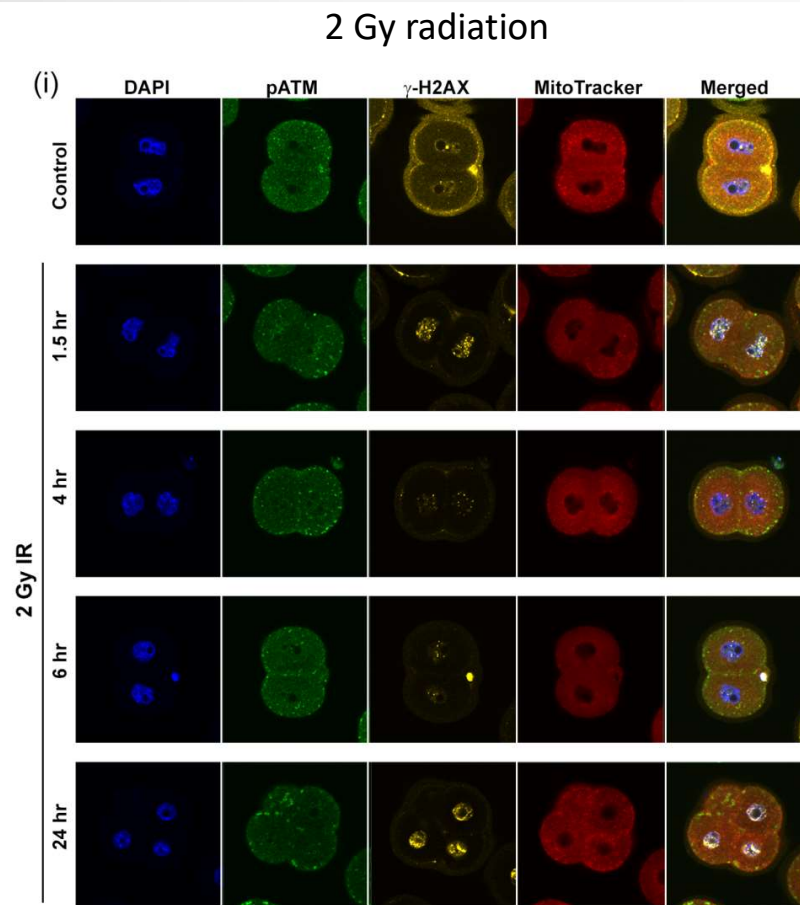 2 Gy radiation
(i)
DAPI pATM γ-H2AX MitoTracker Merged
Control
1.5 hr
4 hr
6 hr
24 hr
2 Gy IR